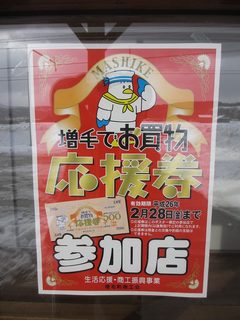 MASHIKE
増毛でお買物
応援券
有効期限 平成26年
2月28日(金)まで
500
参加店
生活応援・商工振興事業